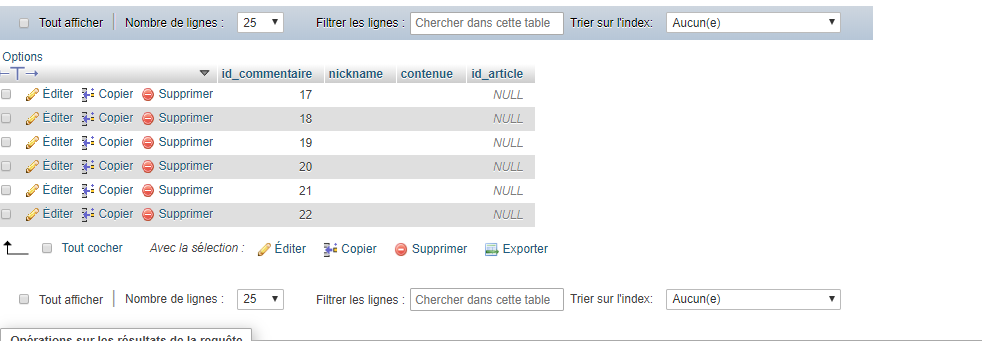 Tout afficher Nombre de lignes : 25 Filtrer les lignes : Chercher dans cette table Trier sur l'index: Aucun(e)
Options
←T→ id_commentaire nickname contenue id_article
Éditer Copier Supprimer 17 NULL
Éditer Copier Supprimer 18 NULL
Éditer Copier Supprimer 19 NULL
Éditer Copier Supprimer 20 NULL
Éditer Copier Supprimer 21 NULL
Éditer Copier Supprimer 22 NULL
Tout cocher Avec la sélection : Éditer Copier Supprimer Exporter
Tout afficher Nombre de lignes : 25 Filtrer les lignes : Chercher dans cette table Trier sur l'index: Aucun(e)
Opérations sur les résultats de la requête